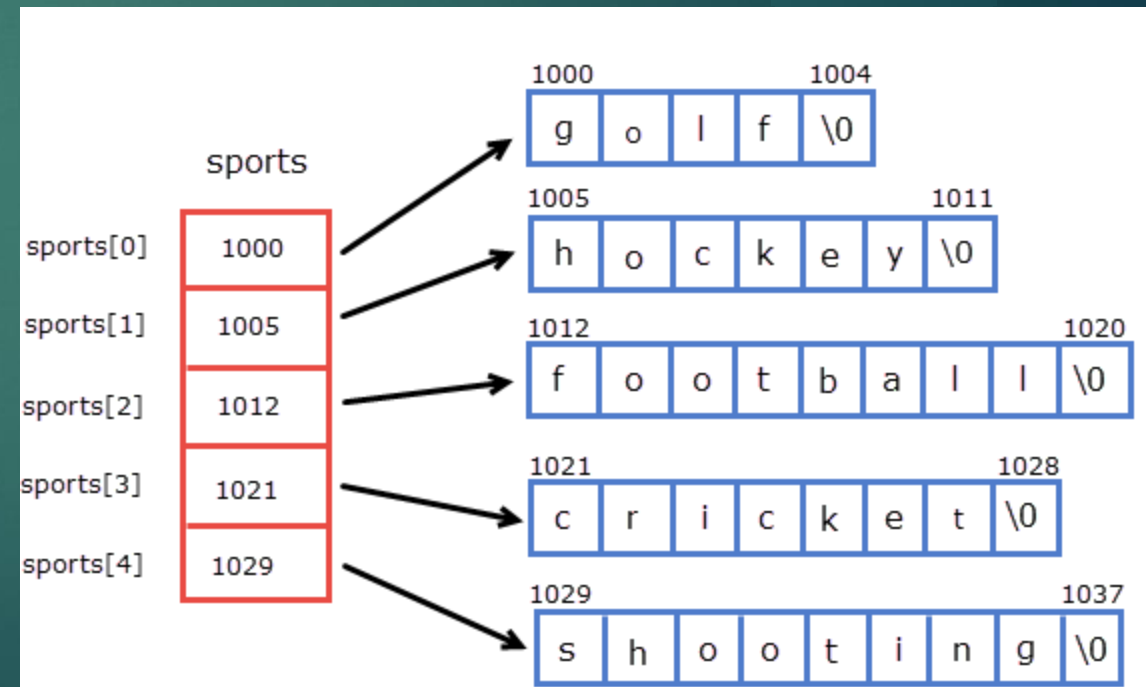 sports
sports[0] 1000
sports[1] 1005
sports[2] 1012
sports[3] 1021
sports[4] 1029
1000 1004
g o l f \0
1005 1011
h o c k e y \0
1012 1020
f o o t b a l l \0
1021 1028
c r i c k e t \0
1029 1037
s h o o t i n g \0